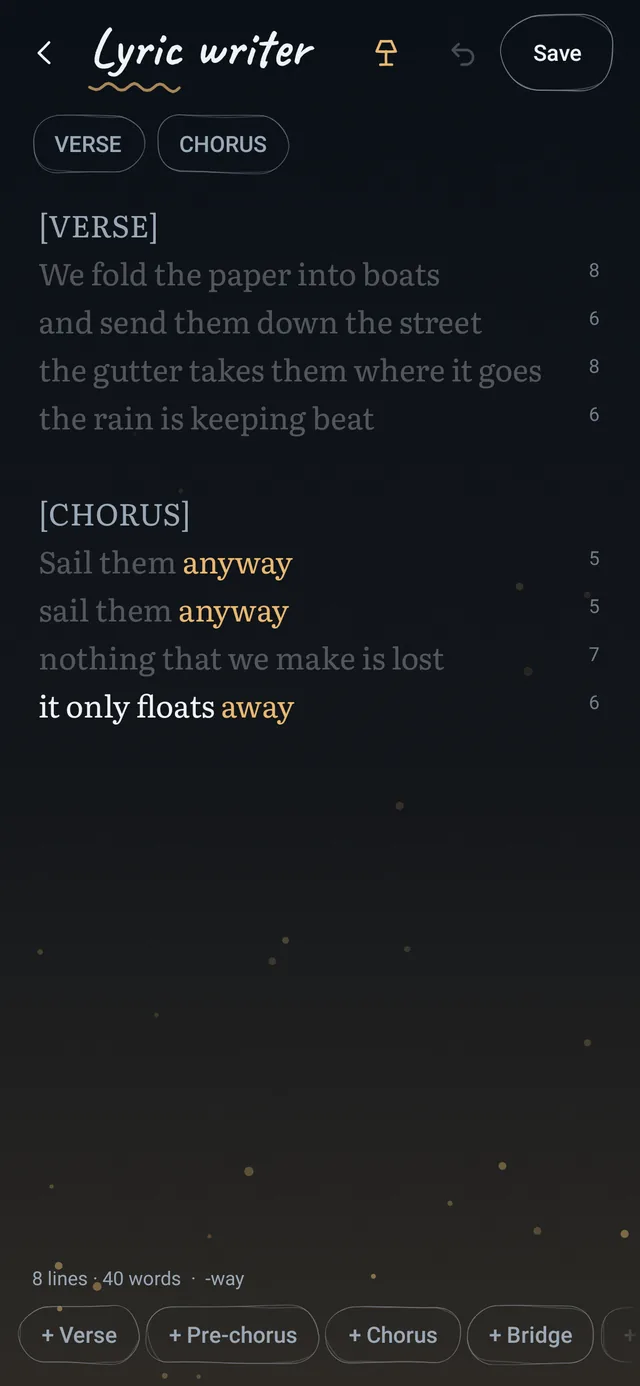 Lyric writer
Save
VERSE CHORUS
[VERSE]
We fold the paper into boats 8
and send them down the street 6
the gutter takes them where it goes 8
the rain is keeping beat 6
[CHORUS]
Sail them anyway 5
sail them anyway 5
nothing that we make is lost 7
it only floats away 6
8 lines · 40 words · -way
+ Verse + Pre-chorus + Chorus + Bridge +